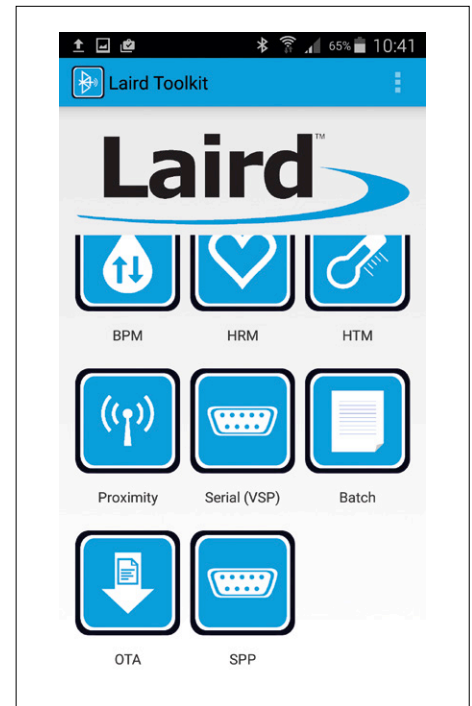 65% 10:41
Laird Toolkit
Laird™
BPM HRM HTM
Proximity Serial (VSP) Batch
OTA SPP